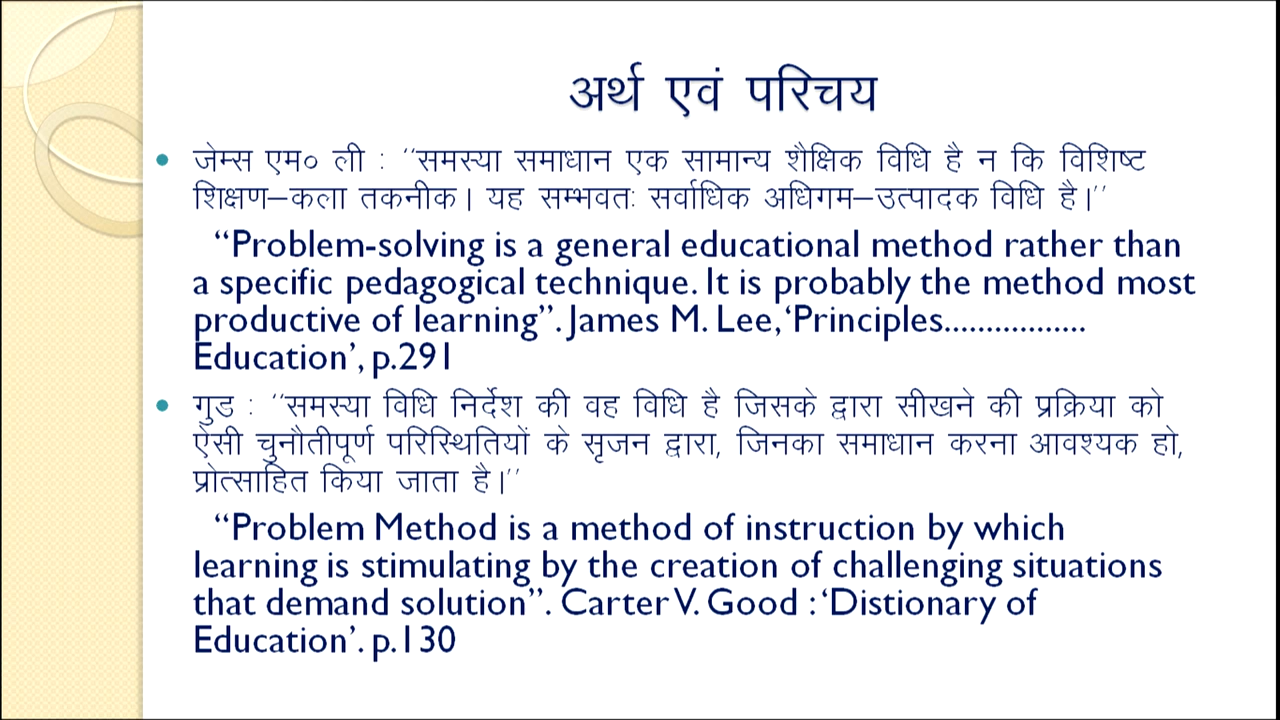 अर्थ एवं परिचय
जेम्स एम० ली : ‘‘समस्या समाधान एक सामान्य शैक्षिक विधि है न कि विशिष्ट
शिक्षण–कला तकनीक। यह सम्भवतः सर्वाधिक अधिगम–उत्पादक विधि है।’’
“Problem-solving is a general educational method rather than
a specific pedagogical technique. It is probably the method most
productive of learning”. James M. Lee, ‘Principles.................
Education’, p.291
गुड : ‘‘समस्या विधि निर्देश की वह विधि है जिसके द्वारा सीखने की प्रक्रिया को
ऐसी चुनौतीपूर्ण परिस्थितियों के सृजन द्वारा, जिनका समाधान करना आवश्यक हो,
प्रोत्साहित किया जाता है।’’
“Problem Method is a method of instruction by which
learning is stimulating by the creation of challenging situations
that demand solution”. Carter V. Good : ‘Distionary of
Education’. p.130